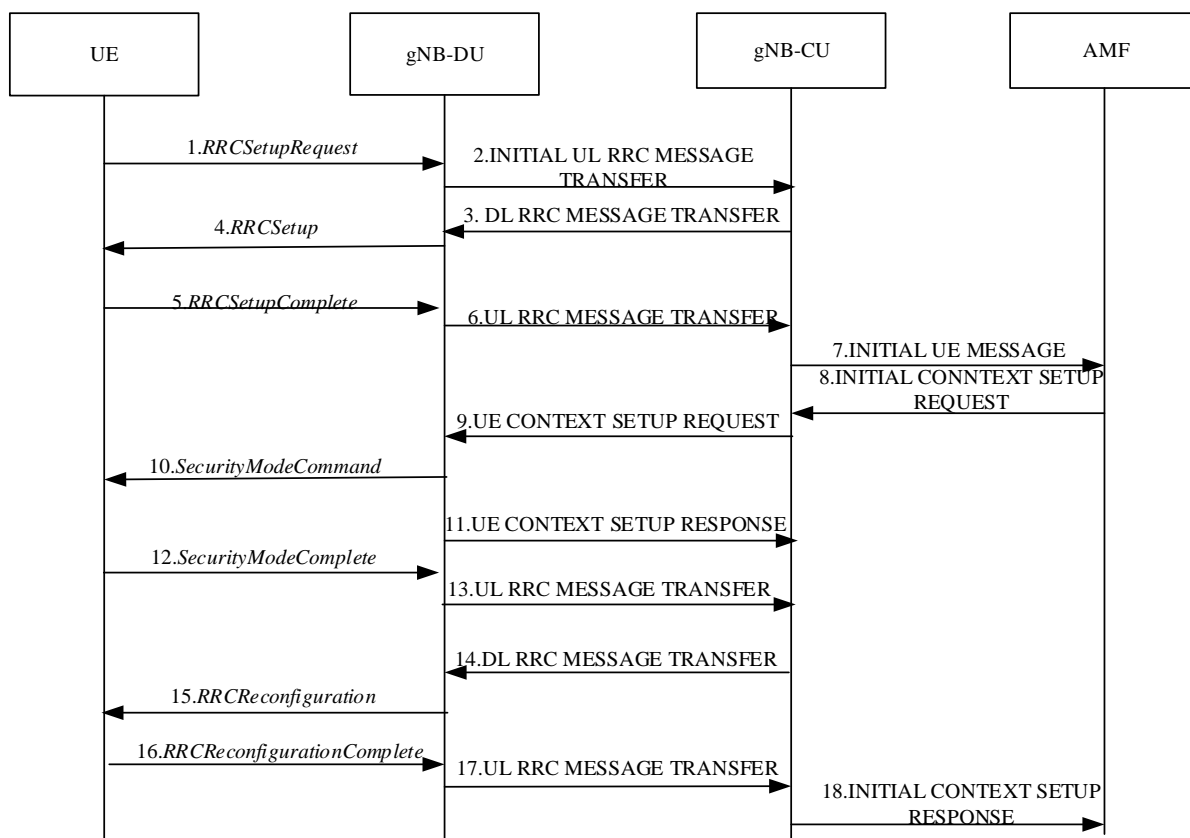 UE
gNB-DU
gNB-CU
AMF
1.RRCSetupRequest
2.INITIAL UL RRC MESSAGE
TRANSFER
3. DL RRC MESSAGE TRANSFER
4.RRCSetup
5.RRCSetupComplete
6.UL RRC MESSAGE TRANSFER
7.INITIAL UE MESSAGE
8.INITIAL CONNTEXT SETUP
REQUEST
9.UE CONTEXT SETUP REQUEST
10.SecurityModeCommand
11.UE CONTEXT SETUP RESPONSE
12.SecurityModeComplete
13.UL RRC MESSAGE TRANSFER
14.DL RRC MESSAGE TRANSFER
15.RRCReconfiguration
16.RRCReconfigurationComplete
17.UL RRC MESSAGE TRANSFER
18.INITIAL CONTEXT SETUP
RESPONSE